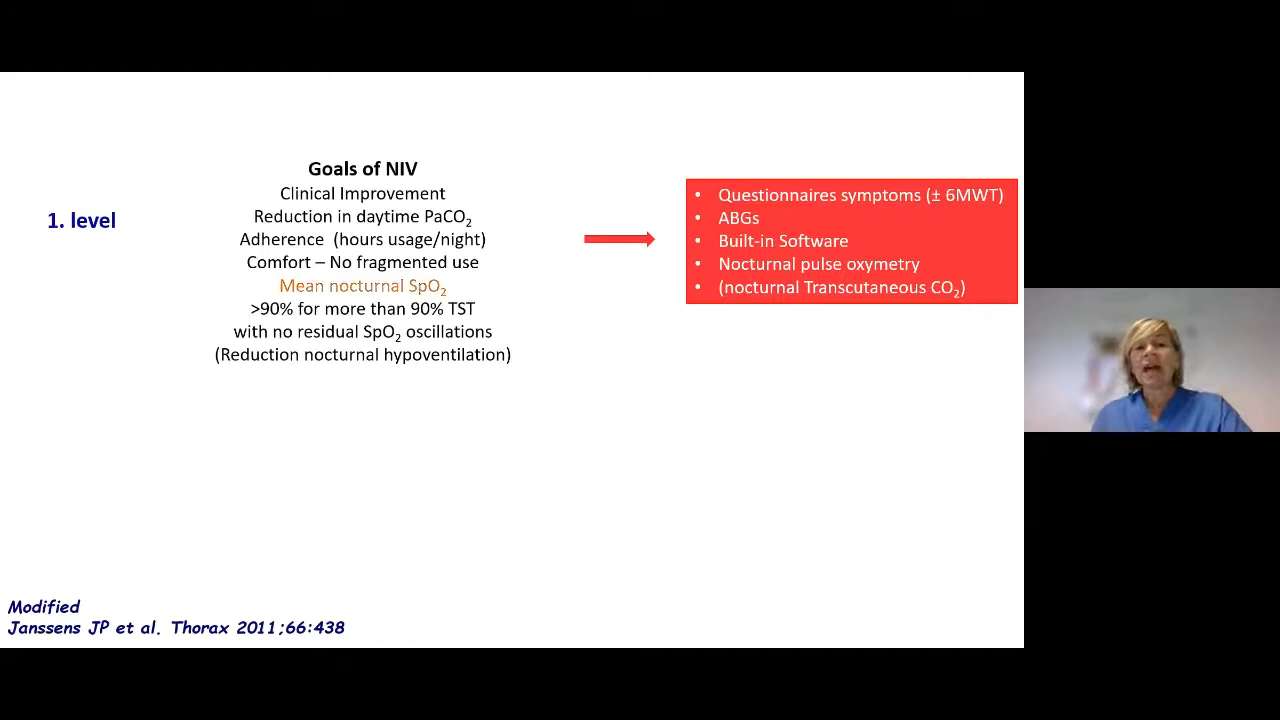 1. level
Goals of NIV
Clinical Improvement
Reduction in daytime PaCO₂
Adherence (hours usage/night)
Comfort – No fragmented use
Mean nocturnal SpO₂
>90% for more than 90% TST
with no residual SpO₂ oscillations
(Reduction nocturnal hypoventilation)
• Questionnaires symptoms (± 6MWT)
• ABGs
• Built-in Software
• Nocturnal pulse oxymetry
• (nocturnal Transcutaneous CO₂)
Modified
Janssens JP et al. Thorax 2011;66:438